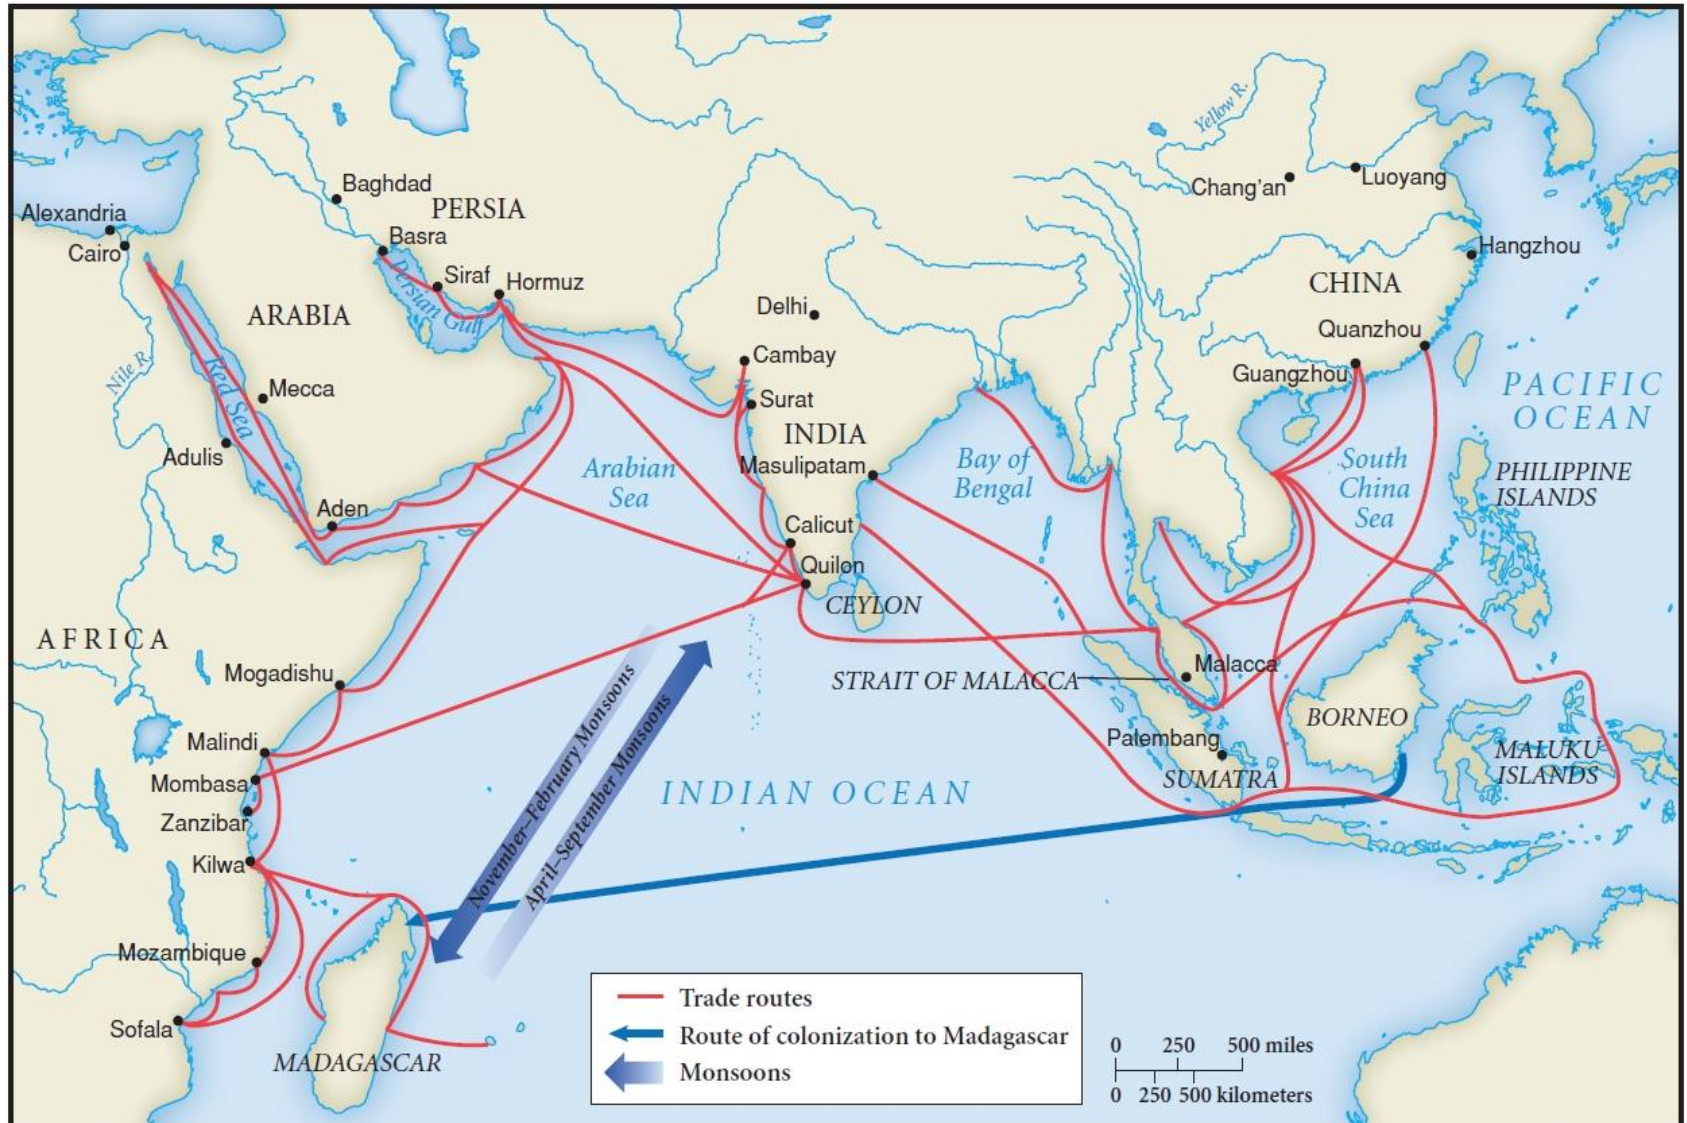 Yellow R.
Baghdad
PERSIA
Chang'an
Luoyang
Alexandria
Cairo
Basra
Hangzhou
Siraf
Hormuz
Persian Gulf
CHINA
ARABIA
Delhi
Quanzhou
Nile R.
Cambay
Guangzhou
PACIFIC
OCEAN
Mecca
Red Sea
Surat
INDIA
Adulis
Arabian
Sea
Masulipatam
Bay of
Bengal
South
China
Sea
PHILIPPINE
ISLANDS
Aden
Calicut
Quilon
CEYLON
AFRICA
Mogadishu
STRAIT OF MALACCA
Malacca
BORNEO
Malindi
Palembang
MALUKU
ISLANDS
Mombasa
INDIAN OCEAN
SUMATRA
Zanzibar
November–February Monsoons
April–September Monsoons
Kilwa
Mozambique
Sofala
MADAGASCAR
Trade routes
Route of colonization to Madagascar
Monsoons
0 250 500 miles
0 250 500 kilometers